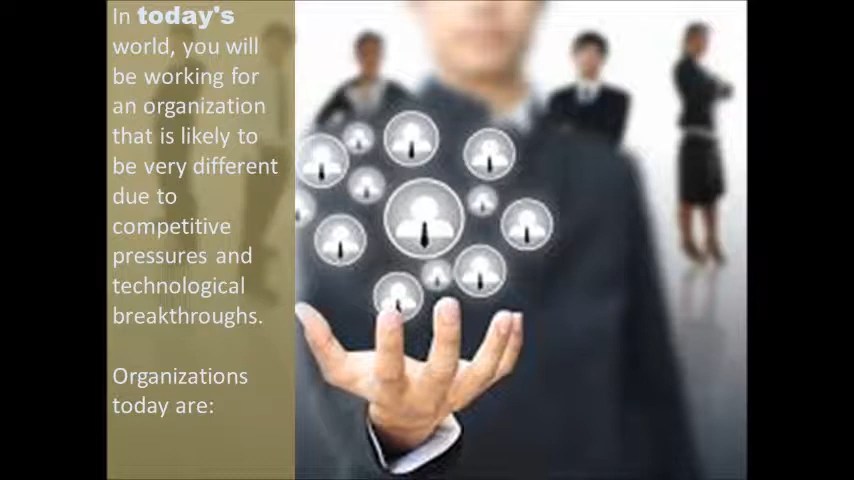 In today's
world, you will
be working for
an organization
that is likely to
be very different
due to
competitive
pressures and
technological
breakthroughs.
Organizations
today are: